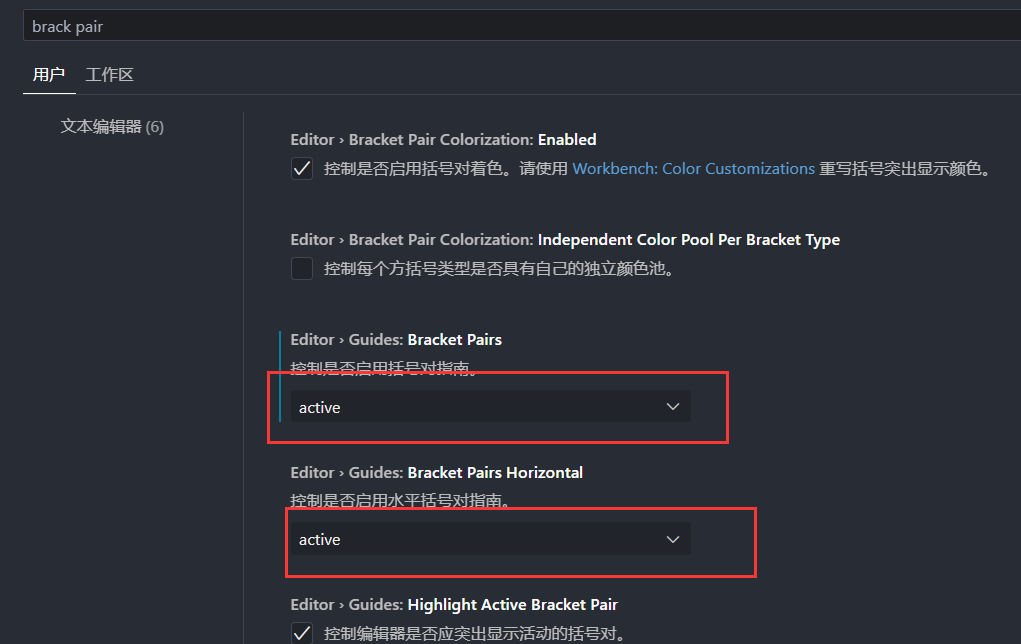 brack pair
用户 工作区
文本编辑器 (6)
Editor › Bracket Pair Colorization: Enabled
控制是否启用括号对着色。请使用 Workbench: Color Customizations 重写括号突出显示颜色。
Editor › Bracket Pair Colorization: Independent Color Pool Per Bracket Type
控制每个方括号类型是否具有自己的独立颜色池。
Editor › Guides: Bracket Pairs
控制是否启用括号对指南。
active
Editor › Guides: Bracket Pairs Horizontal
控制是否启用水平括号对指南。
active
Editor › Guides: Highlight Active Bracket Pair
控制编辑器是否应突出显示活动的括号对。